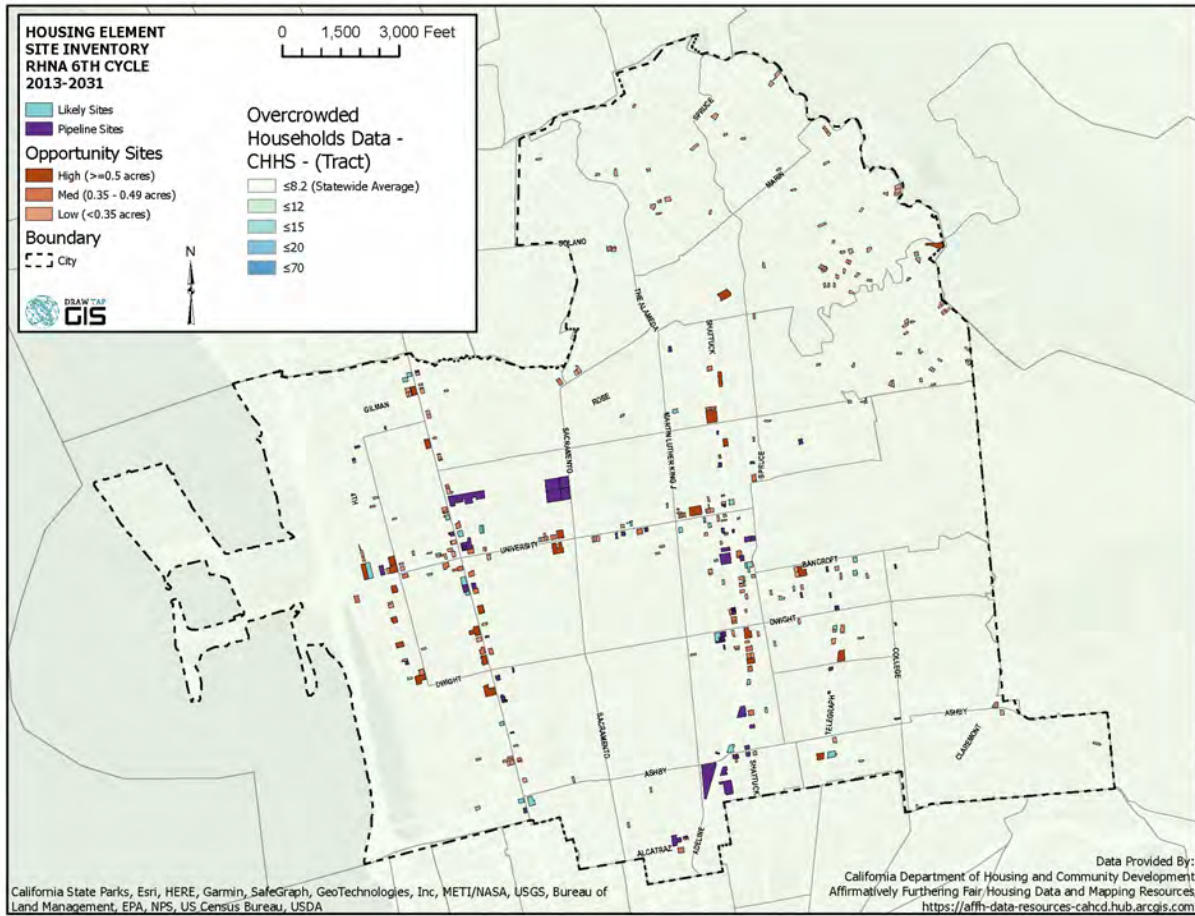 HOUSING ELEMENT
SITE INVENTORY
RHNA 6TH CYCLE
2013-2031
Likely Sites
Pipeline Sites
Opportunity Sites
High (>=0.5 acres)
Med (0.35 - 0.49 acres)
Low (<0.35 acres)
Boundary
City
DRAW TAP
GIS
N
0 1,500 3,000 Feet
Overcrowded
Households Data -
CHHS - (Tract)
≤8.2 (Statewide Average)
≤12
≤15
≤20
≤70
SPRUCE
MARIN
SOLANO
THE ALAMEDA
SHATTUCK
GILMAN
ROSE
SACRAMENTO
MARTIN LUTHER KING J
SPRUCE
4TH
UNIVERSITY
BANCROFT
DWIGHT
DWIGHT
COLLEGE
TELEGRAPH
SACRAMENTO
ASHBY
CLAREMONT
ASHBY
SHATTUCK
ADELINE
ALCATRAZ
California State Parks, Esri, HERE, Garmin, SafeGraph, GeoTechnologies, Inc, METI/NASA, USGS, Bureau of
Land Management, EPA, NPS, US Census Bureau, USDA
Data Provided By:
California Department of Housing and Community Development
Affirmatively Furthering Fair Housing Data and Mapping Resources
https://affh-data-resources-cahcd.hub.arcgis.com